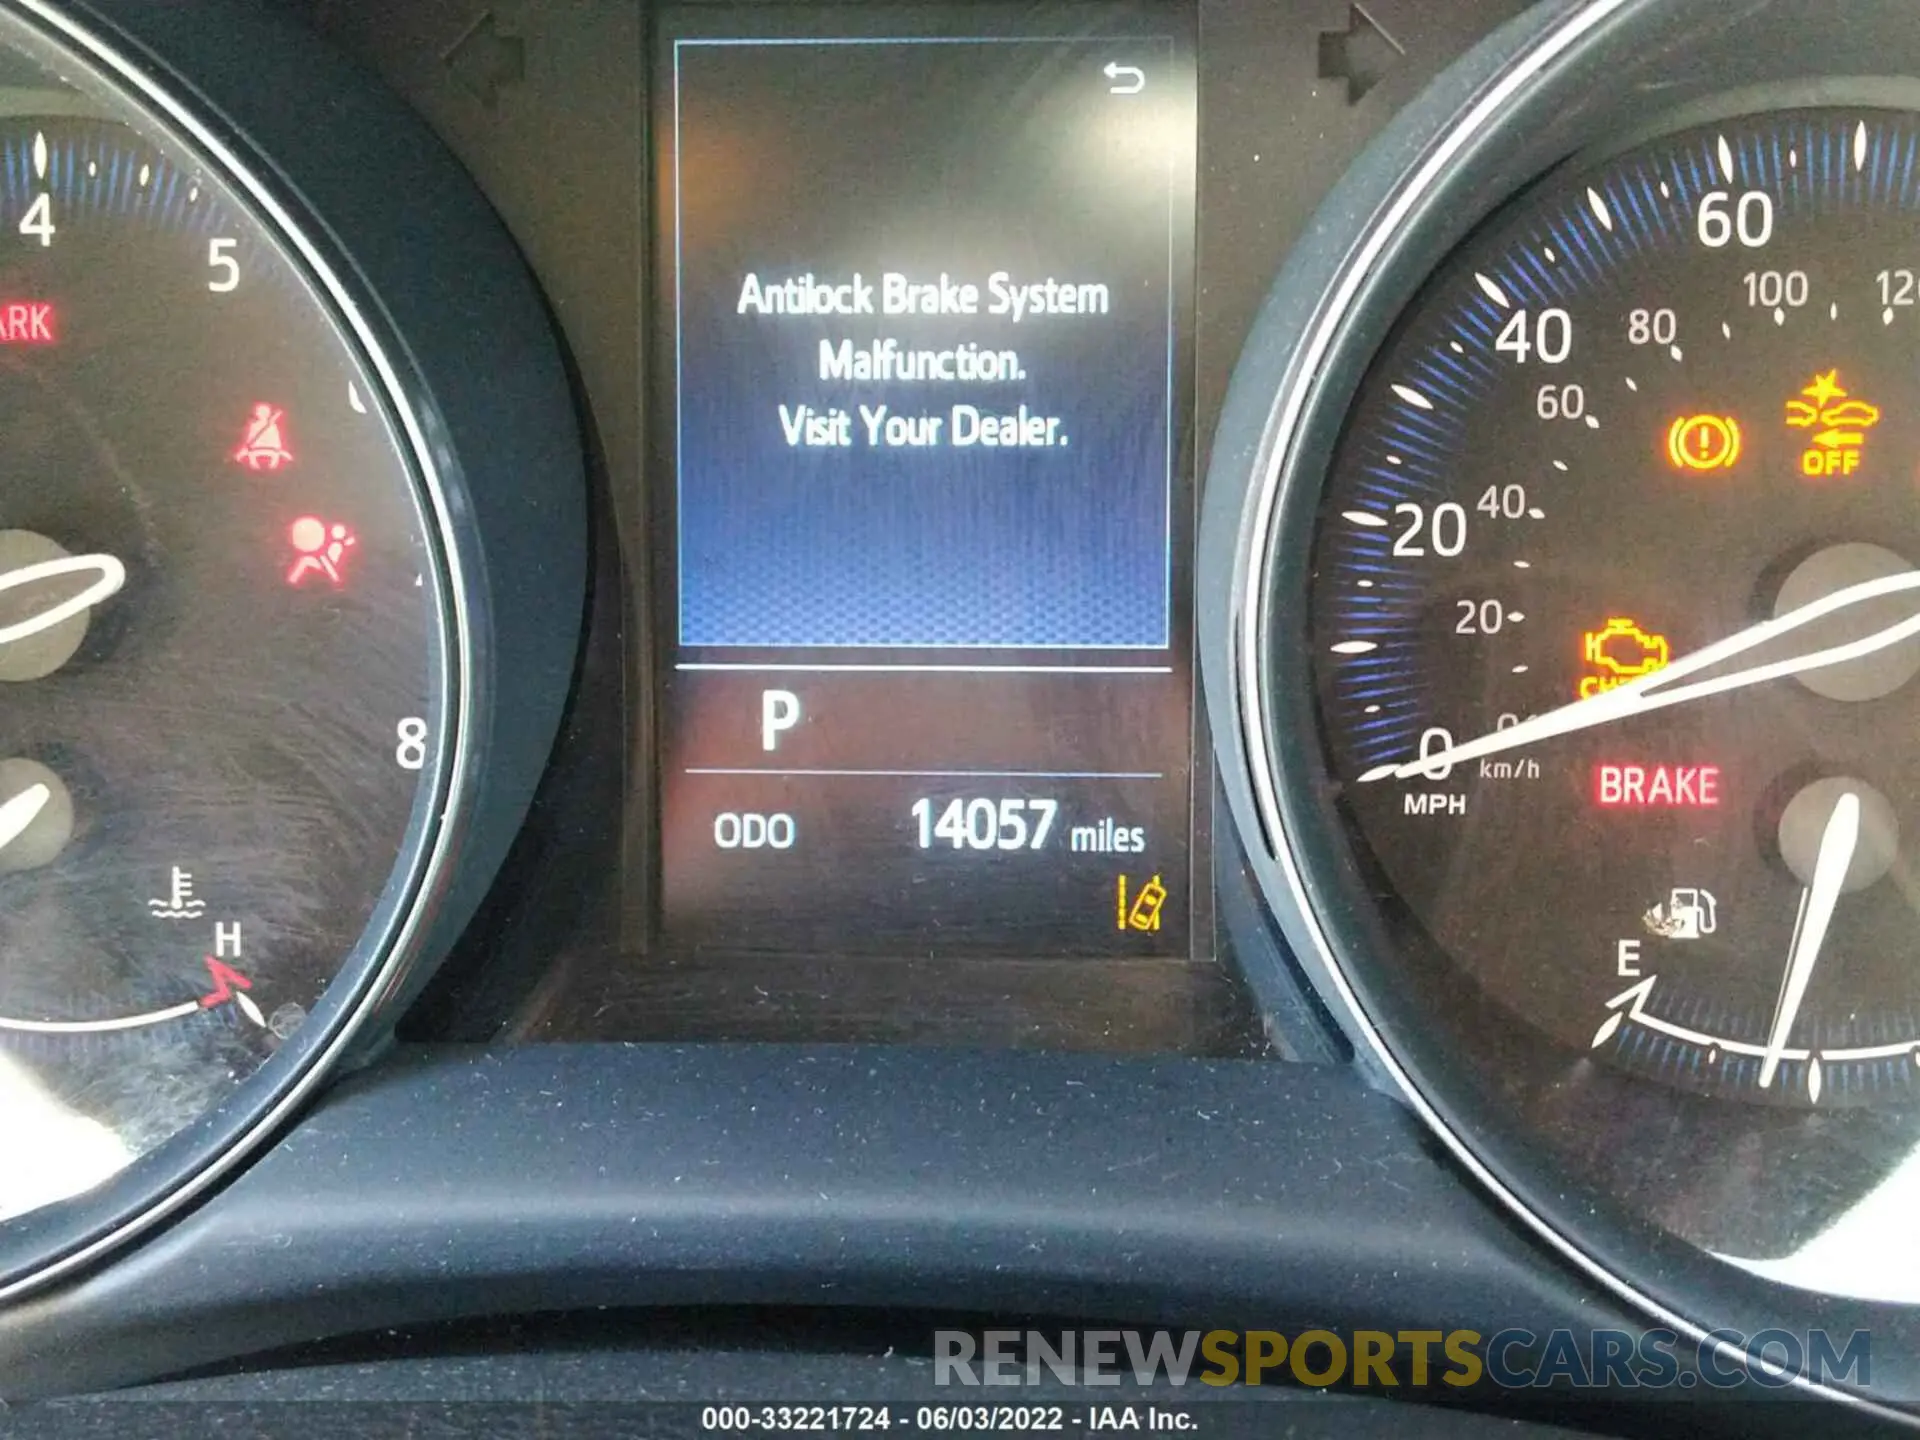 4
5
8
H
Antilock Brake System
Malfunction.
Visit Your Dealer.
P
ODO 14057 miles
60
100
40
80
60
OFF
20
40
20
0
km/h
MPH
BRAKE
E
RENEWSPORTSCARS.COM
000-33221724 - 06/03/2022 - IAA Inc.